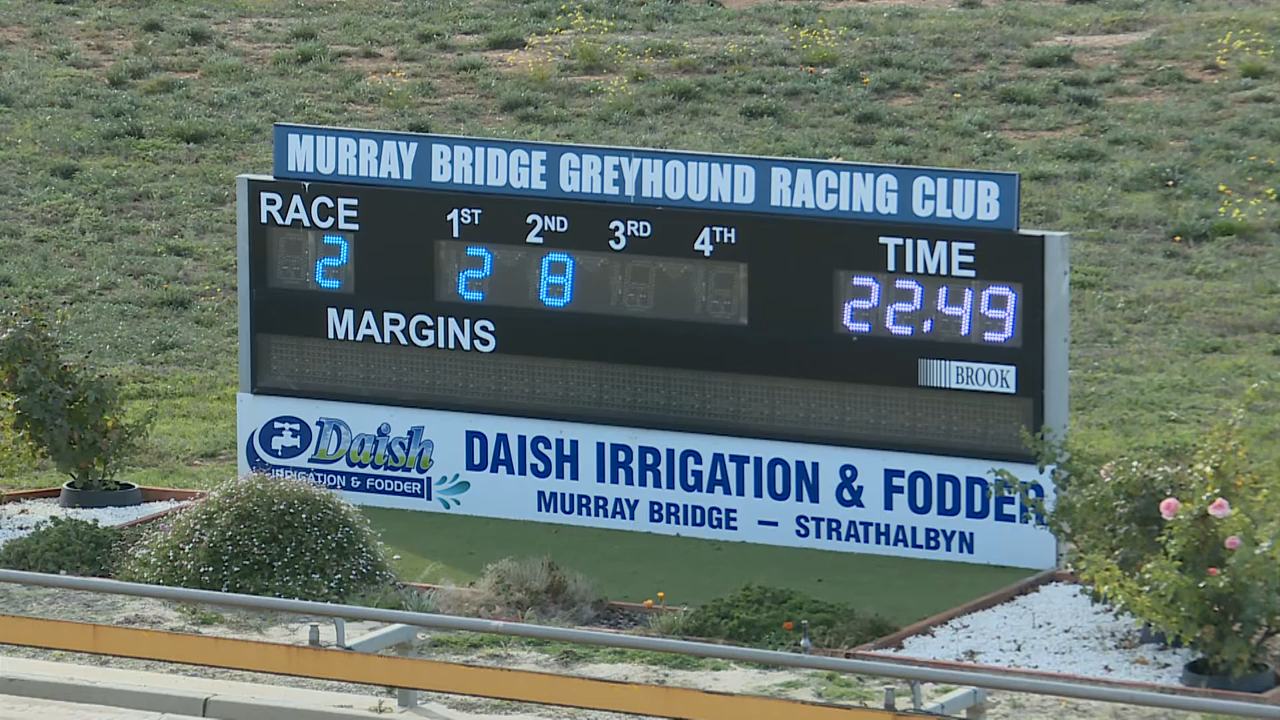 MURRAY BRIDGE GREYHOUND RACING CLUB
RACE 1ST 2ND 3RD 4TH TIME
2 2 8 22.49
MARGINS
BROOK
Daish
IRRIGATION & FODDER
DAISH IRRIGATION & FODDER
MURRAY BRIDGE – STRATHALBYN